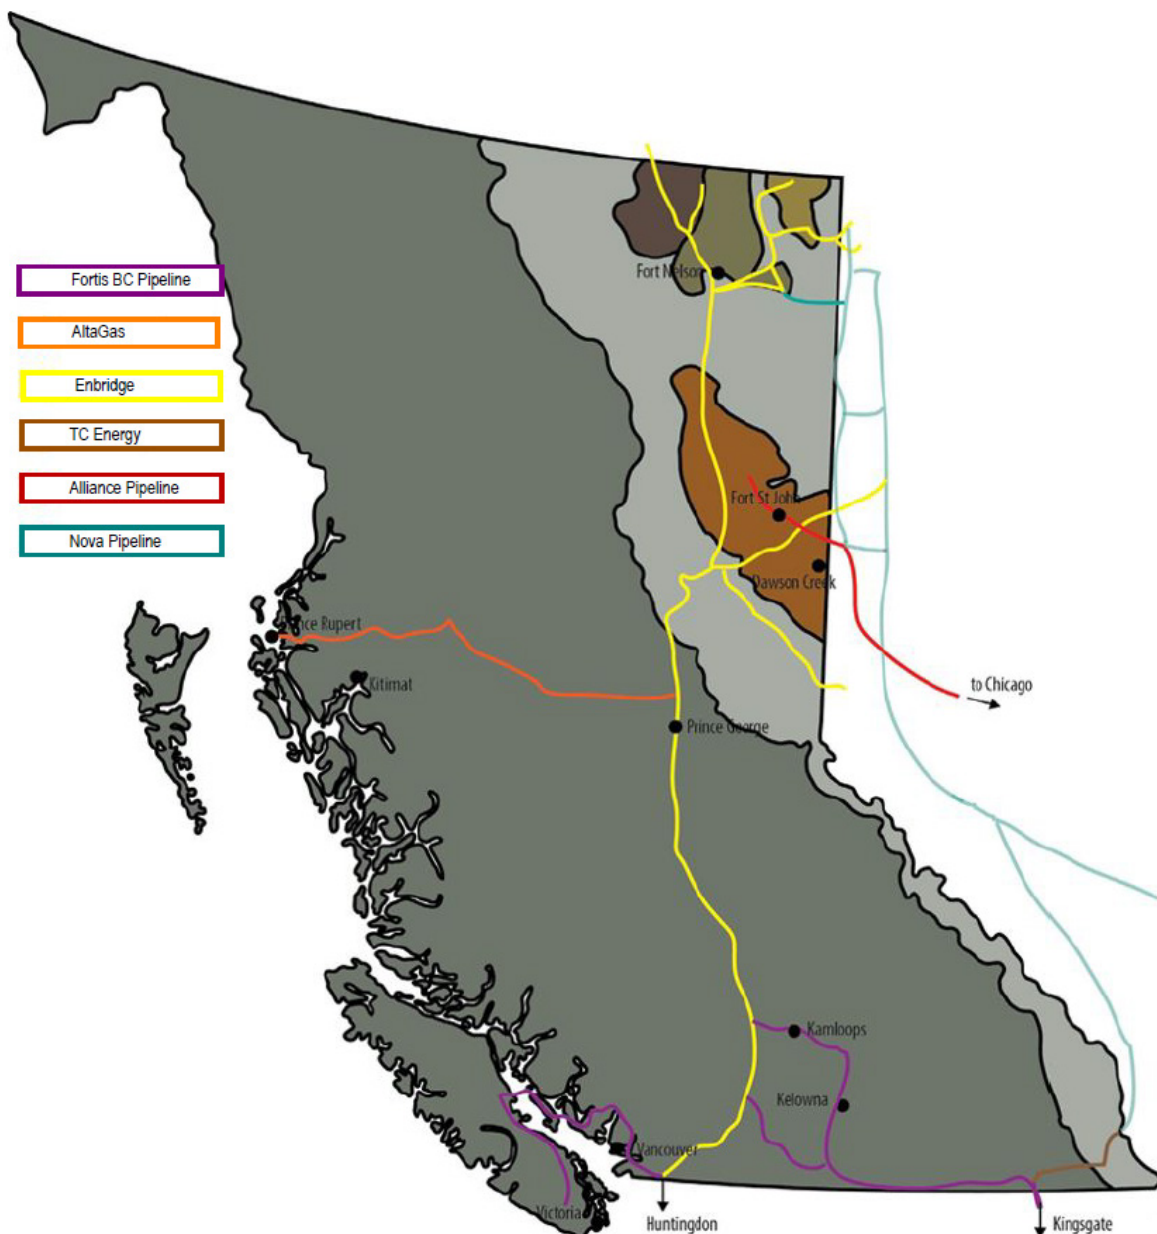 Fort Nelson
Fortis BC Pipeline
AltaGas
Enbridge
TC Energy
Alliance Pipeline
Nova Pipeline
Fort St John
Dawson Creek
Prince Rupert
Kitimat
to Chicago
Prince George
Kamloops
Kelowna
Vancouver
Victoria
Huntingdon
Kingsgate